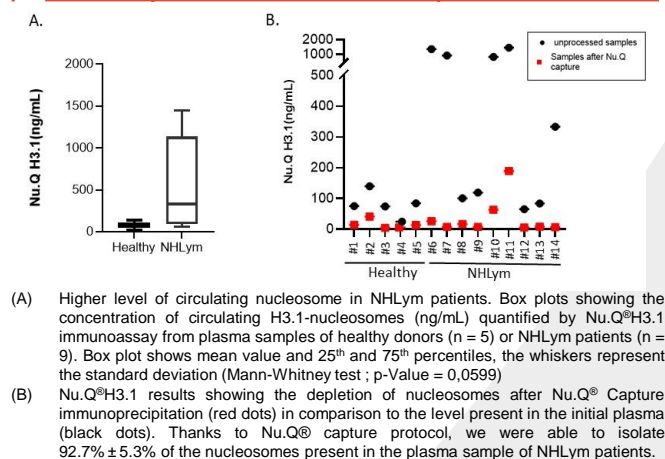 A.
B.
2000
1500
1000
500
0
Nu.Q H3.1(ng/mL)
Healthy NHLym
2000
1000
500
400
300
200
100
0
Nu.Q H3.1(ng/mL)
unprocessed samples
Samples after Nu.Q
capture
#1 #2 #3 #4 #5 #6 #7 #8 #9 #10 #11 #12 #13 #14
Healthy NHLym
(A) Higher level of circulating nucleosome in NHLym patients. Box plots showing the
concentration of circulating H3.1-nucleosomes (ng/mL) quantified by Nu.Q®H3.1
immunoassay from plasma samples of healthy donors (n = 5) or NHLym patients (n =
9). Box plot shows mean value and 25th and 75th percentiles, the whiskers represent
the standard deviation (Mann-Whitney test ; p-Value = 0,0599)
(B) Nu.Q®H3.1 results showing the depletion of nucleosomes after Nu.Q® Capture
immunoprecipitation (red dots) in comparison to the level present in the initial plasma
(black dots). Thanks to Nu.Q® capture protocol, we were able to isolate
92.7% ± 5.3% of the nucleosomes present in the plasma sample of NHLym patients.